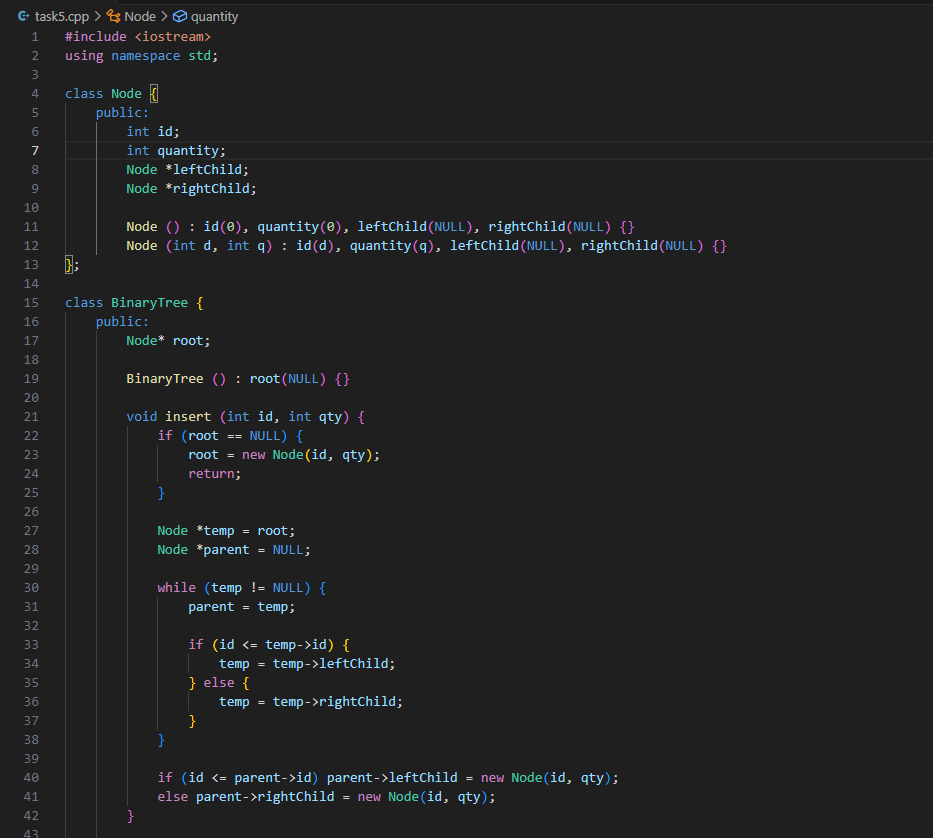 task5.cpp > Node > quantity
1 #include <iostream>
2 using namespace std;
3
4 class Node {
5     public:
6         int id;
7         int quantity;
8         Node *leftChild;
9         Node *rightChild;
10
11         Node () : id(0), quantity(0), leftChild(NULL), rightChild(NULL) {}
12         Node (int d, int q) : id(d), quantity(q), leftChild(NULL), rightChild(NULL) {}
13 };
14
15 class BinaryTree {
16     public:
17         Node* root;
18
19         BinaryTree () : root(NULL) {}
20
21         void insert (int id, int qty) {
22             if (root == NULL) {
23                 root = new Node(id, qty);
24                 return;
25             }
26
27             Node *temp = root;
28             Node *parent = NULL;
29
30             while (temp != NULL) {
31                 parent = temp;
32
33                 if (id <= temp->id) {
34                     temp = temp->leftChild;
35                 } else {
36                     temp = temp->rightChild;
37                 }
38             }
39
40             if (id <= parent->id) parent->leftChild = new Node(id, qty);
41             else parent->rightChild = new Node(id, qty);
42         }
43